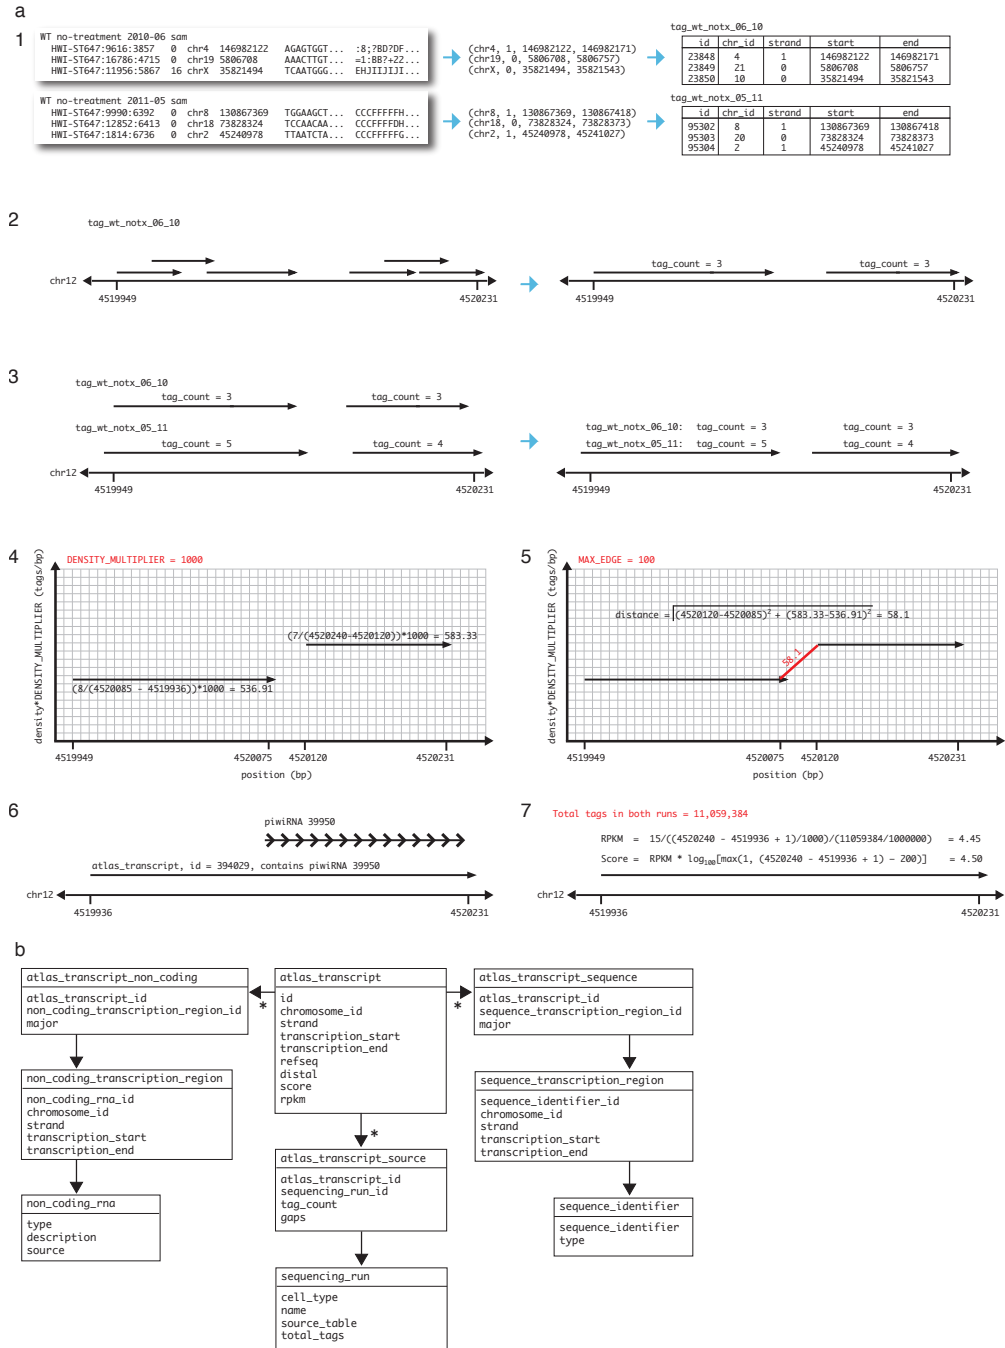 a
1
WT no-treatment 2010-06 sam
HWI-ST647:9616:3857 0 chr4 146982122 AGAGTGGT... :8;?BD?DF...
HWI-ST647:16786:4715 0 chr19 5806708 AAACTTGT... =1:BB?+22...
HWI-ST647:11956:5867 16 chrX 35821494 TCAATGGG... EHJIIJIJI...
(chr4, 1, 146982122, 146982171)
(chr19, 0, 5806708, 5806757)
(chrX, 0, 35821494, 35821543)
tag_wt_notx_06_10
id chr_id strand start end
23848 4 1 146982122 146982171
23849 21 0 5806708 5806757
23850 10 0 35821494 35821543
WT no-treatment 2011-05 sam
HWI-ST647:9990:6392 0 chr8 130867369 TGGAAGCT... CCCFFFFFH...
HWI-ST647:12852:6413 0 chr18 73828324 TCCAACAA... CCCFFFFDH...
HWI-ST647:1814:6736 0 chr2 45240978 TTAATCTA... CCCFFFFFG...
(chr8, 1, 130867369, 130867418)
(chr18, 0, 73828324, 73828373)
(chr2, 1, 45240978, 45241027)
tag_wt_notx_05_11
id chr_id strand start end
95302 8 1 130867369 130867418
95303 20 0 73828324 73828373
95304 2 1 45240978 45241027
2
tag_wt_notx_06_10
chr12
4519949 4520231
tag_count = 3 tag_count = 3
4519949 4520231
3
tag_wt_notx_06_10
tag_count = 3 tag_count = 3
tag_wt_notx_05_11
tag_count = 5 tag_count = 4
chr12
4519949 4520231
tag_wt_notx_06_10: tag_count = 3 tag_count = 3
tag_wt_notx_05_11: tag_count = 5 tag_count = 4
4519949 4520231
4
DENSITY_MULTIPLIER = 1000
density*DENSITY_MULTIPLIER (tags/bp)
(7/(4520240-4520120))*1000 = 583.33
(8/(4520085 - 4519936))*1000 = 536.91
4519949 4520075 4520120 4520231
position (bp)
5
MAX_EDGE = 100
density*DENSITY_MULTIPLIER (tags/bp)
distance = √(4520120-4520085)² + (583.33-536.91)² = 58.1
58.1
4519949 4520075 4520120 4520231
position (bp)
6
piwiRNA 39950
atlas_transcript, id = 394029, contains piwiRNA 39950
chr12
4519936 4520231
7
Total tags in both runs = 11,059,384
RPKM = 15/((4520240 - 4519936 + 1)/1000)/(11059384/1000000) = 4.45
Score = RPKM * log₁₀₀[max(1, (4520240 - 4519936 + 1) - 200)] = 4.50
chr12
4519936 4520231
b
atlas_transcript_non_coding
atlas_transcript_id
non_coding_transcription_region_id
major
*
atlas_transcript
id
chromosome_id
strand
transcription_start
transcription_end
refseq
distal
score
rpkm
*
atlas_transcript_sequence
atlas_transcript_id
sequence_transcription_region_id
major
non_coding_transcription_region
non_coding_rna_id
chromosome_id
strand
transcription_start
transcription_end
*
sequence_transcription_region
sequence_identifier_id
chromosome_id
strand
transcription_start
transcription_end
atlas_transcript_source
atlas_transcript_id
sequencing_run_id
tag_count
gaps
non_coding_rna
type
description
source
sequence_identifier
sequence_identifier
type
sequencing_run
cell_type
name
source_table
total_tags